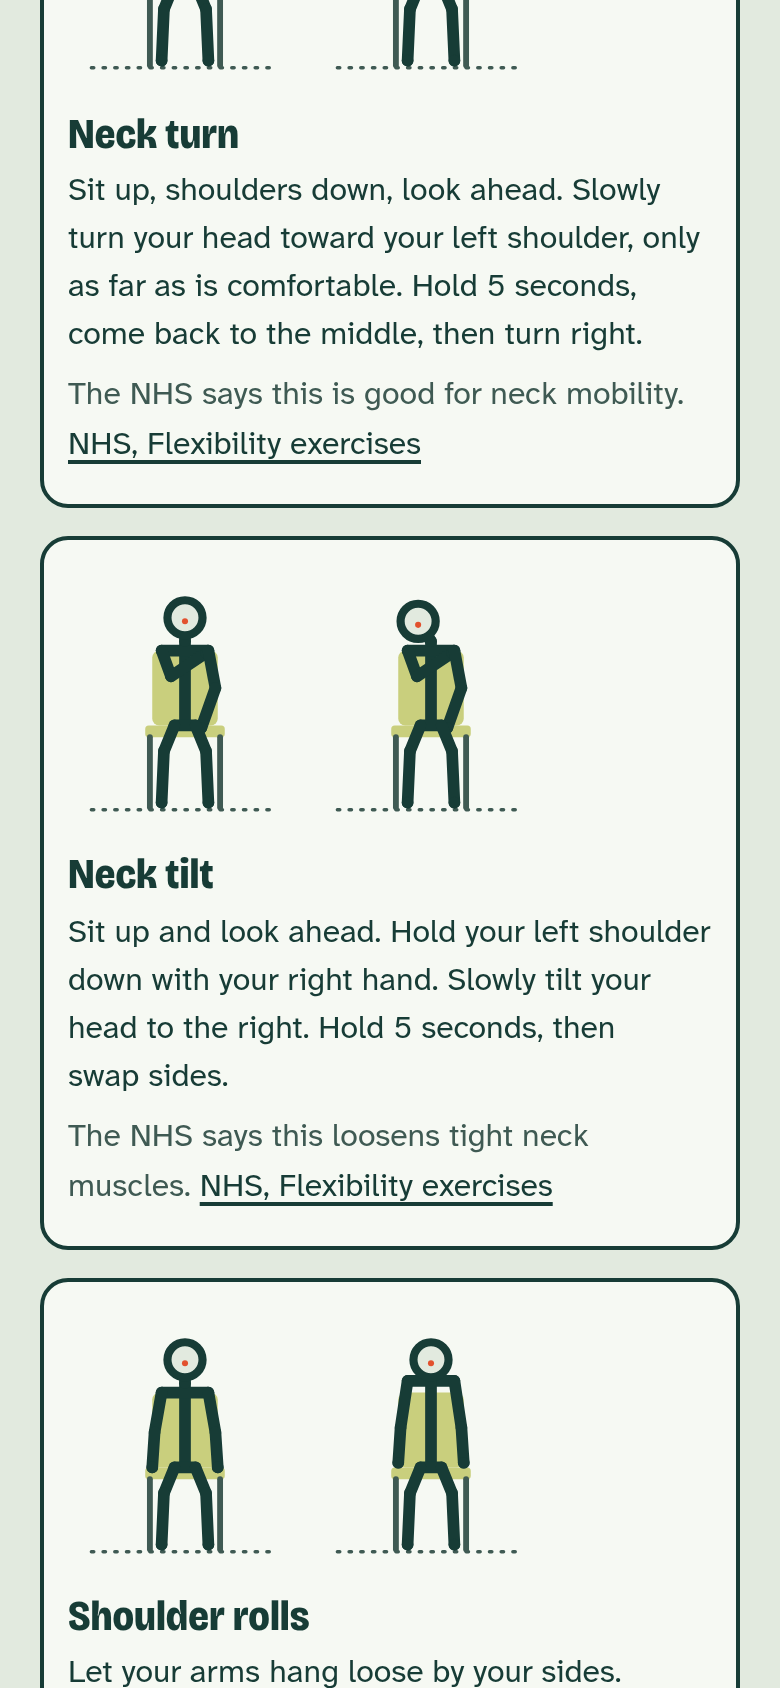 Neck turn
Sit up, shoulders down, look ahead. Slowly
turn your head toward your left shoulder, only
as far as is comfortable. Hold 5 seconds,
come back to the middle, then turn right.
The NHS says this is good for neck mobility.
NHS, Flexibility exercises
Neck tilt
Sit up and look ahead. Hold your left shoulder
down with your right hand. Slowly tilt your
head to the right. Hold 5 seconds, then
swap sides.
The NHS says this loosens tight neck
muscles. NHS, Flexibility exercises
Shoulder rolls
Let your arms hang loose by your sides.